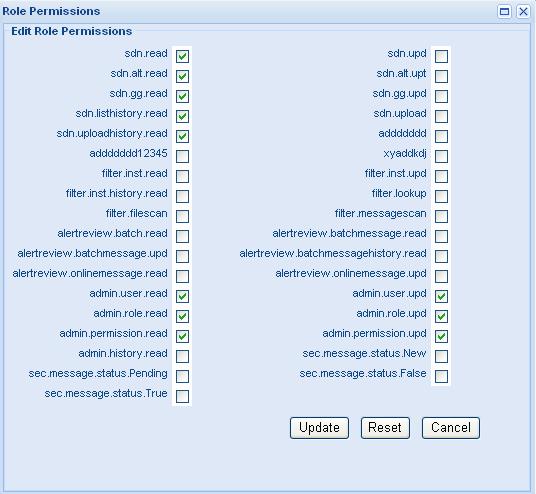 Role Permissions
Edit Role Permissions
sdn.read sdn.upd
sdn.alt.read sdn.alt.upt
sdn.gg.read sdn.gg.upd
sdn.listhistory.read sdn.upload
sdn.uploadhistory.read addddddd
addddddd12345 xyaddkdj
filter.inst.read filter.inst.upd
filter.inst.history.read filter.lookup
filter.filescan filter.messagescan
alertreview.batch.read alertreview.batchmessage.read
alertreview.batchmessage.upd alertreview.batchmessagehistory.read
alertreview.onlinemessage.read alertreview.onlinemessage.upd
admin.user.read admin.user.upd
admin.role.read admin.role.upd
admin.permission.read admin.permission.upd
admin.history.read sec.message.status.New
sec.message.status.Pending sec.message.status.False
sec.message.status.True
Update Reset Cancel